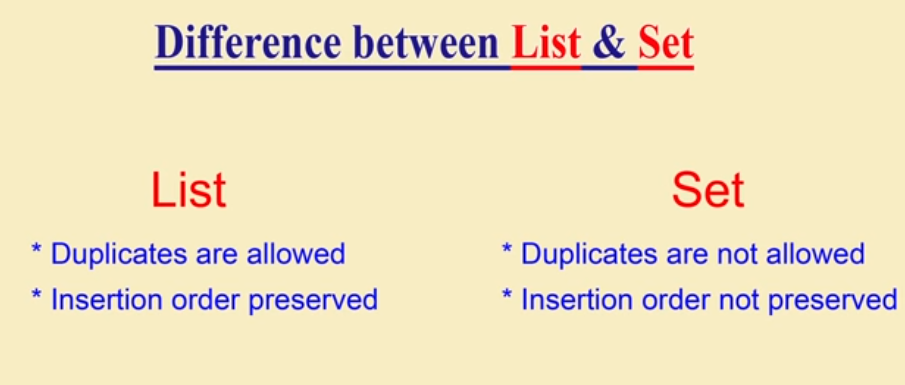 Difference between List & Set
List
* Duplicates are allowed
* Insertion order preserved
Set
* Duplicates are not allowed
* Insertion order not preserved